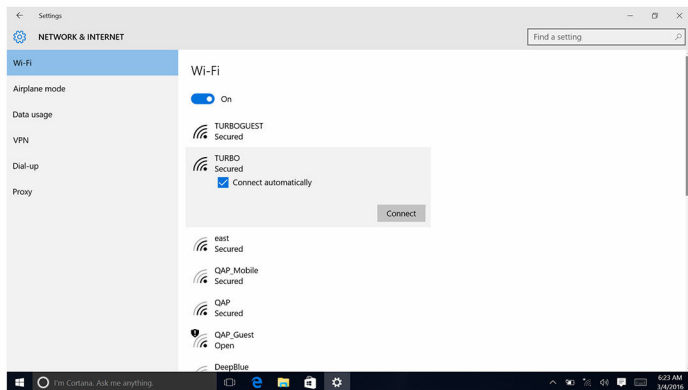 Settings
NETWORK & INTERNET
Find a setting
Wi-Fi
Airplane mode
Data usage
VPN
Dial-up
Proxy
Wi-Fi
On
TURBOGUEST
Secured
TURBO
Secured
Connect automatically
Connect
east
Secured
QAP_Mobile
Secured
QAP
Secured
QAP_Guest
Open
DeepBlue
I'm Cortana. Ask me anything.
6:23 AM
3/4/2016